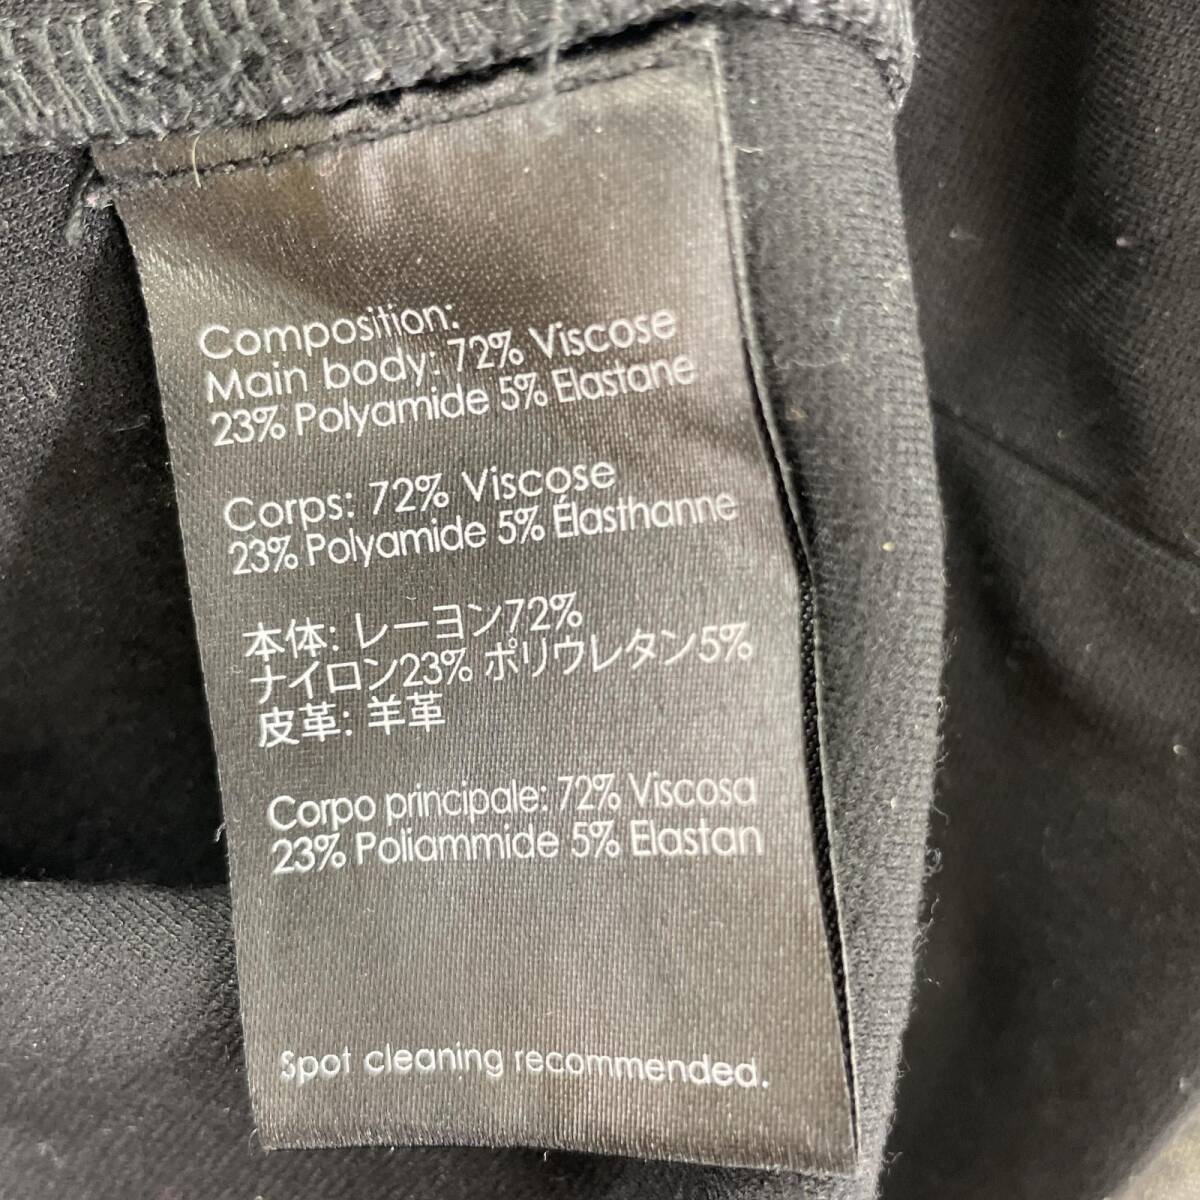 Composition:
Main body: 72% Viscose
23% Polyamide 5% Elastane
Corps: 72% Viscose
23% Polyamide 5% Élasthanne
本体: レーヨン72%
ナイロン23% ポリウレタン5%
皮革: 羊革
Corpo principale: 72% Viscosa
23% Poliammide 5% Elastan
Spot cleaning recommended.